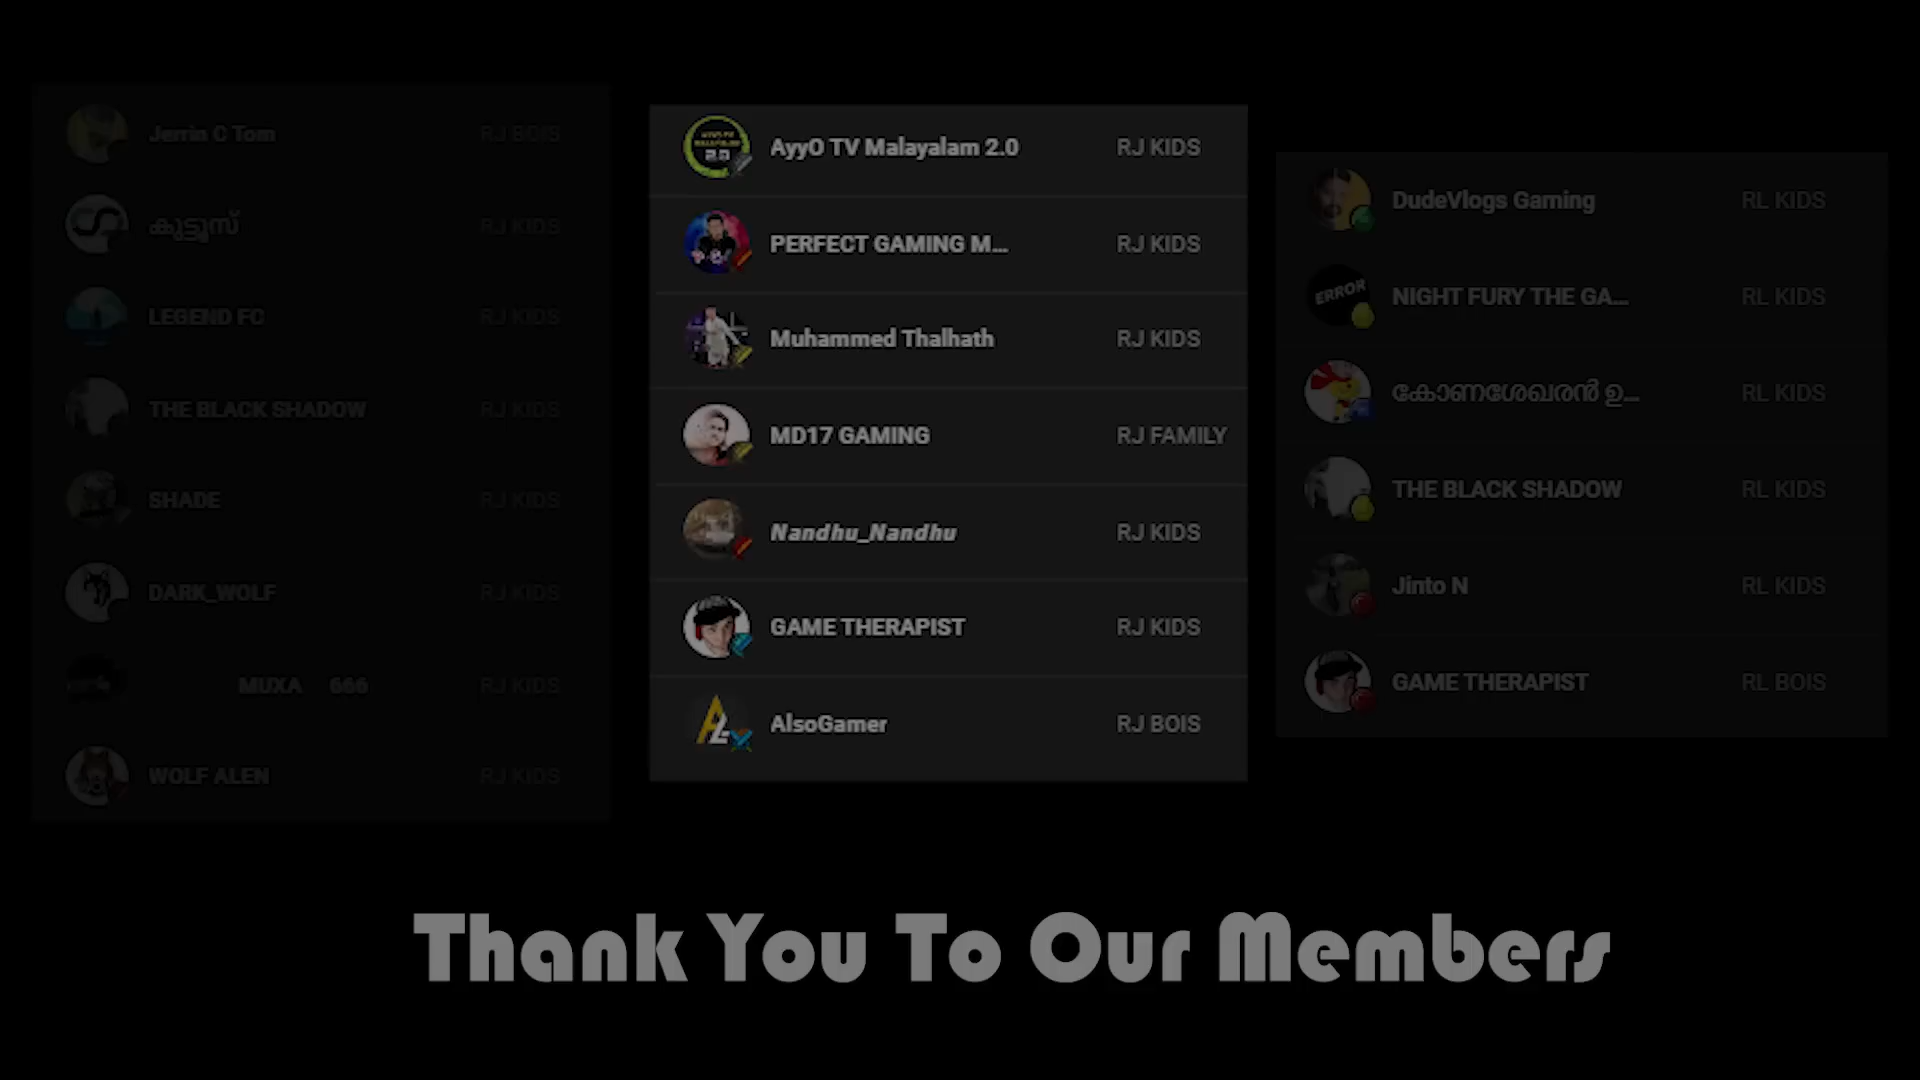 Jerrin C Tom RJ BOIS
കുട്ടൂസ് RJ KIDS
LEGEND FC RJ KIDS
THE BLACK SHADOW RJ KIDS
SHADE RJ KIDS
DARK_WOLF RJ KIDS
MUXA 666 RJ KIDS
WOLF ALEN RJ KIDS
AyyO TV Malayalam 2.0 RJ KIDS
PERFECT GAMING M... RJ KIDS
Muhammed Thalhath RJ KIDS
MD17 GAMING RJ FAMILY
Nandhu_Nandhu RJ KIDS
GAME THERAPIST RJ KIDS
AlsoGamer RJ BOIS
DudeVlogs Gaming RL KIDS
ERROR
NIGHT FURY THE GA... RL KIDS
കോണശേഖരൻ ഉ... RL KIDS
THE BLACK SHADOW RL KIDS
Jinto N RL KIDS
GAME THERAPIST RL BOIS
Thank You To Our Members